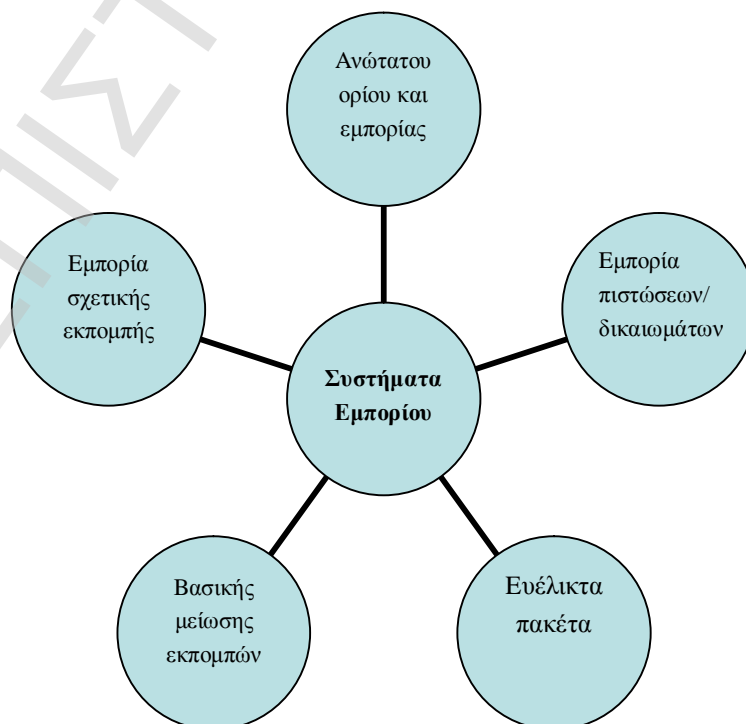 Ανώτατου
ορίου και
εμπορίας
Εμπορία
σχετικής
εκπομπής
Εμπορία
πιστώσεων/
δικαιωμάτων
Συστήματα
Εμπορίου
Βασικής
μείωσης
εκπομπών
Ευέλικτα
πακέτα